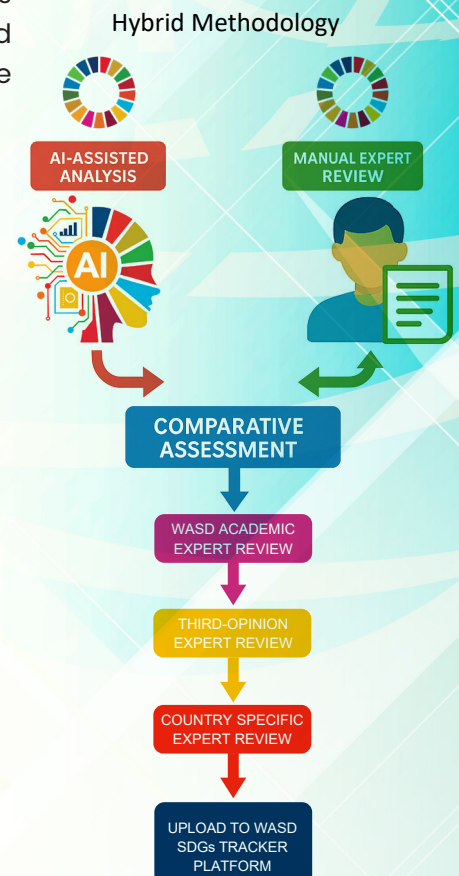 Hybrid Methodology
AI-ASSISTED
ANALYSIS
MANUAL EXPERT
REVIEW
AI
COMPARATIVE
ASSESSMENT
WASD ACADEMIC
EXPERT REVIEW
THIRD-OPINION
EXPERT REVIEW
COUNTRY SPECIFIC
EXPERT REVIEW
UPLOAD TO WASD
SDGs TRACKER
PLATFORM